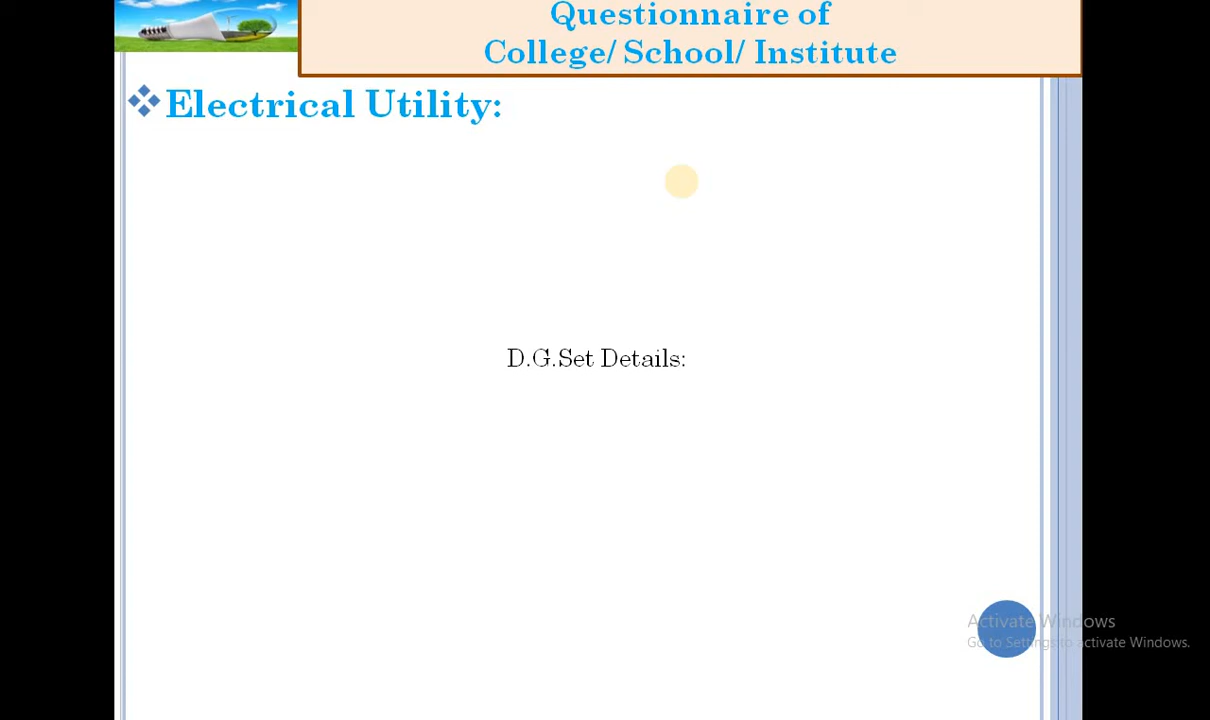 Questionnaire of
College/ School/ Institute
Electrical Utility:
D.G.Set Details:
Activate Windows
Go to Settings to activate Windows.